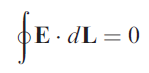 ∮E · dL = 0